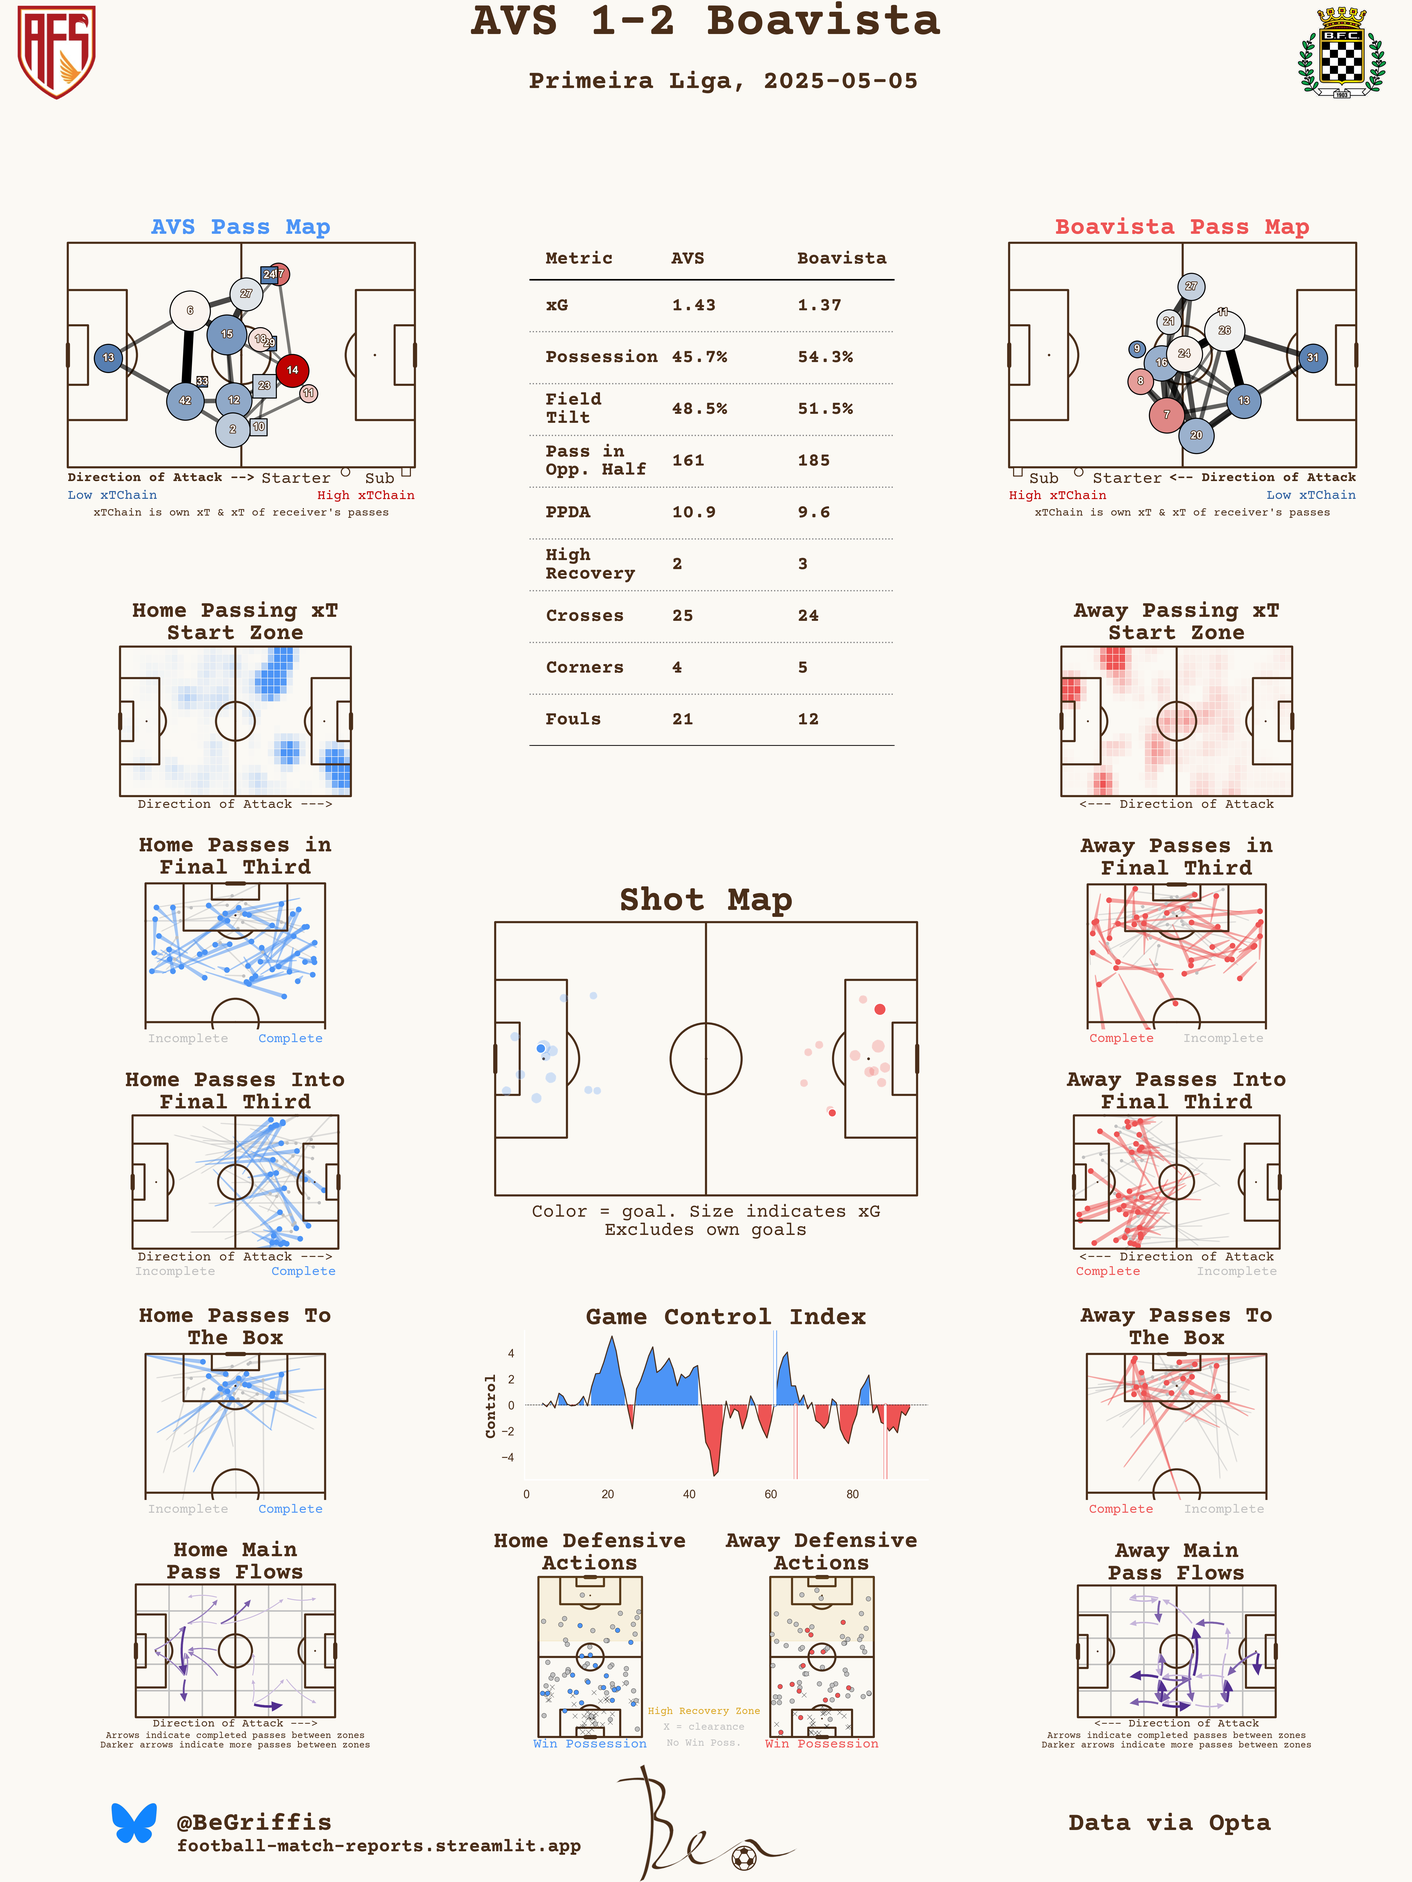 AVS 1-2 Boavista
Primeira Liga, 2025-05-05
AFS
B.F.C.
1903
AVS Pass Map
24 7
27
6
15
18
29
13
14
33
23
11
42
12
2
10
Direction of Attack --> Starter Sub
Low xTChain High xTChain
xTChain is own xT & xT of receiver's passes
Metric AVS Boavista
xG 1.43 1.37
Possession 45.7% 54.3%
Field
Tilt 48.5% 51.5%
Pass in
Opp. Half 161 185
PPDA 10.9 9.6
High
Recovery 2 3
Crosses 25 24
Corners 4 5
Fouls 21 12
Boavista Pass Map
27
11
21
26
9
24
16
31
8
7
13
20
Sub Starter <-- Direction of Attack
High xTChain Low xTChain
xTChain is own xT & xT of receiver's passes
Home Passing xT
Start Zone
Direction of Attack --->
Away Passing xT
Start Zone
<--- Direction of Attack
Home Passes in
Final Third
Incomplete Complete
Away Passes in
Final Third
Complete Incomplete
Shot Map
Color = goal. Size indicates xG
Excludes own goals
Home Passes Into
Final Third
Direction of Attack --->
Incomplete Complete
Away Passes Into
Final Third
<--- Direction of Attack
Complete Incomplete
Home Passes To
The Box
Incomplete Complete
Game Control Index
Control
4
2
0
−2
−4
0 20 40 60 80
Away Passes To
The Box
Complete Incomplete
Home Main
Pass Flows
Direction of Attack --->
Arrows indicate completed passes between zones
Darker arrows indicate more passes between zones
Home Defensive
Actions
Win Possession
Away Defensive
Actions
Win Possession
High Recovery Zone
X = clearance
No Win Poss.
Away Main
Pass Flows
<--- Direction of Attack
Arrows indicate completed passes between zones
Darker arrows indicate more passes between zones
@BeGriffis
football-match-reports.streamlit.app
Ben
Data via Opta